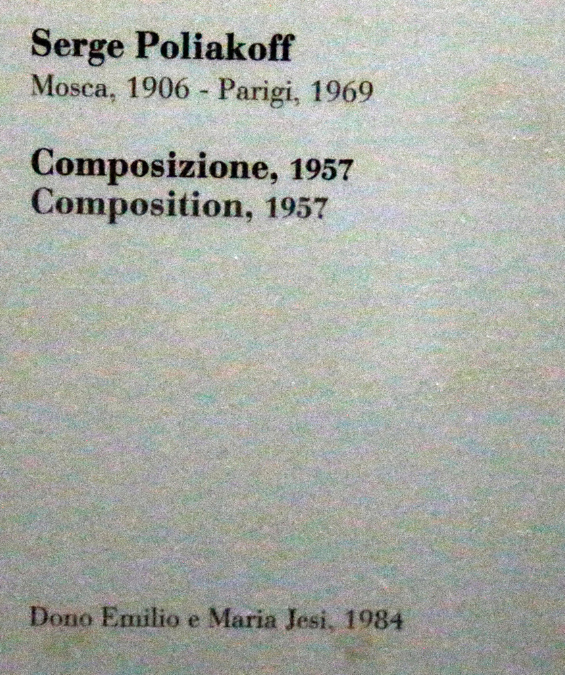 Serge Poliakoff
Mosca, 1906 - Parigi, 1969
Composizione, 1957
Composition, 1957
Dono Emilio e Maria Jesi, 1984